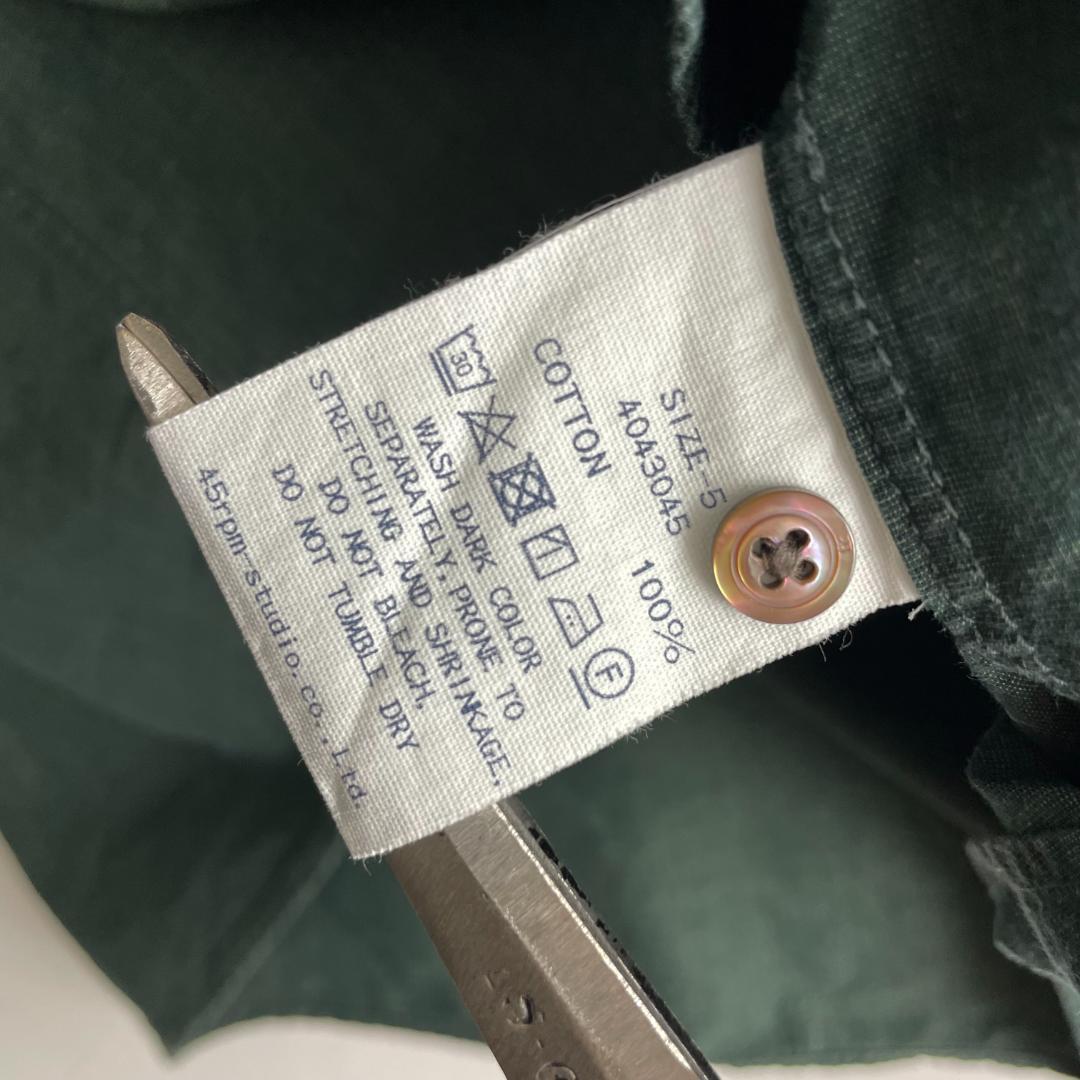 SIZE-5
4043045
COTTON 100%
30
F
WASH DARK COLOR
SEPARATELY,PRONE TO
STRETCHING AND SHRINKAGE,
DO NOT BLEACH,
DO NOT TUMBLE DRY
45rpm-studio.co.,Ltd.